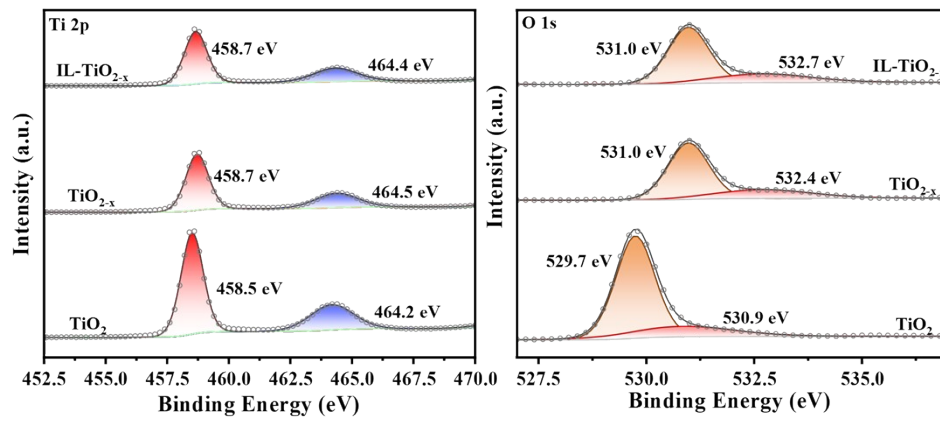 Ti 2p
458.7 eV
464.4 eV
IL-TiO2-x
458.7 eV
464.5 eV
TiO2-x
458.5 eV
464.2 eV
TiO2
452.5 455.0 457.5 460.0 462.5 465.0 467.5 470.0
Binding Energy (eV)
Intensity (a.u.)
O 1s
531.0 eV
532.7 eV
IL-TiO2-
531.0 eV
532.4 eV
TiO2-x
529.7 eV
530.9 eV
TiO2
527.5 530.0 532.5 535.0
Binding Energy (eV)
Intensity (a.u.)